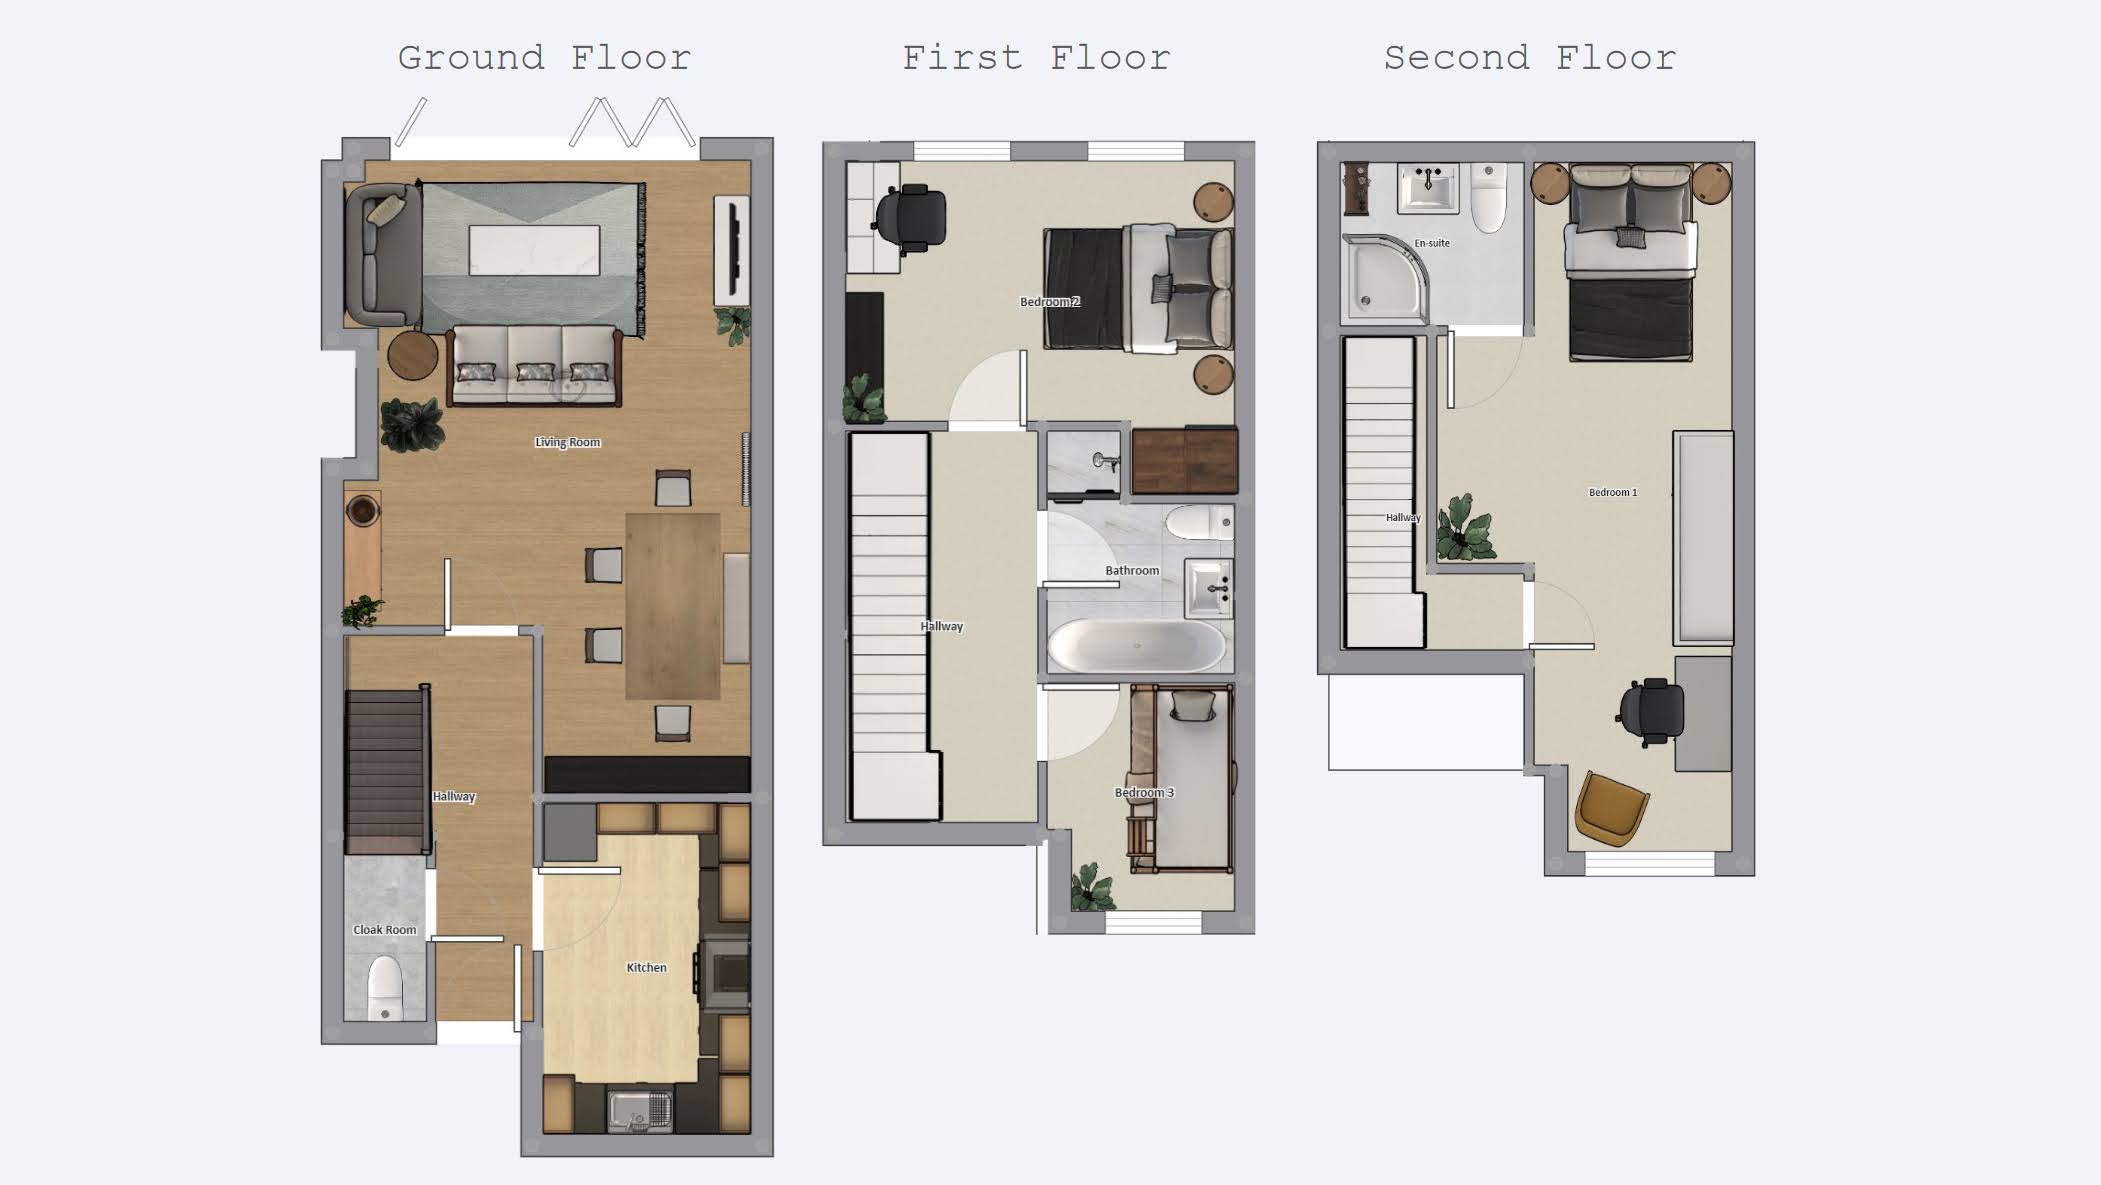 Ground Floor
First Floor
Second Floor
Living Room
Hallway
Cloak Room
Kitchen
Bedroom 2
Bathroom
Hallway
Bedroom 3
En-suite
Bedroom 1
Hallway